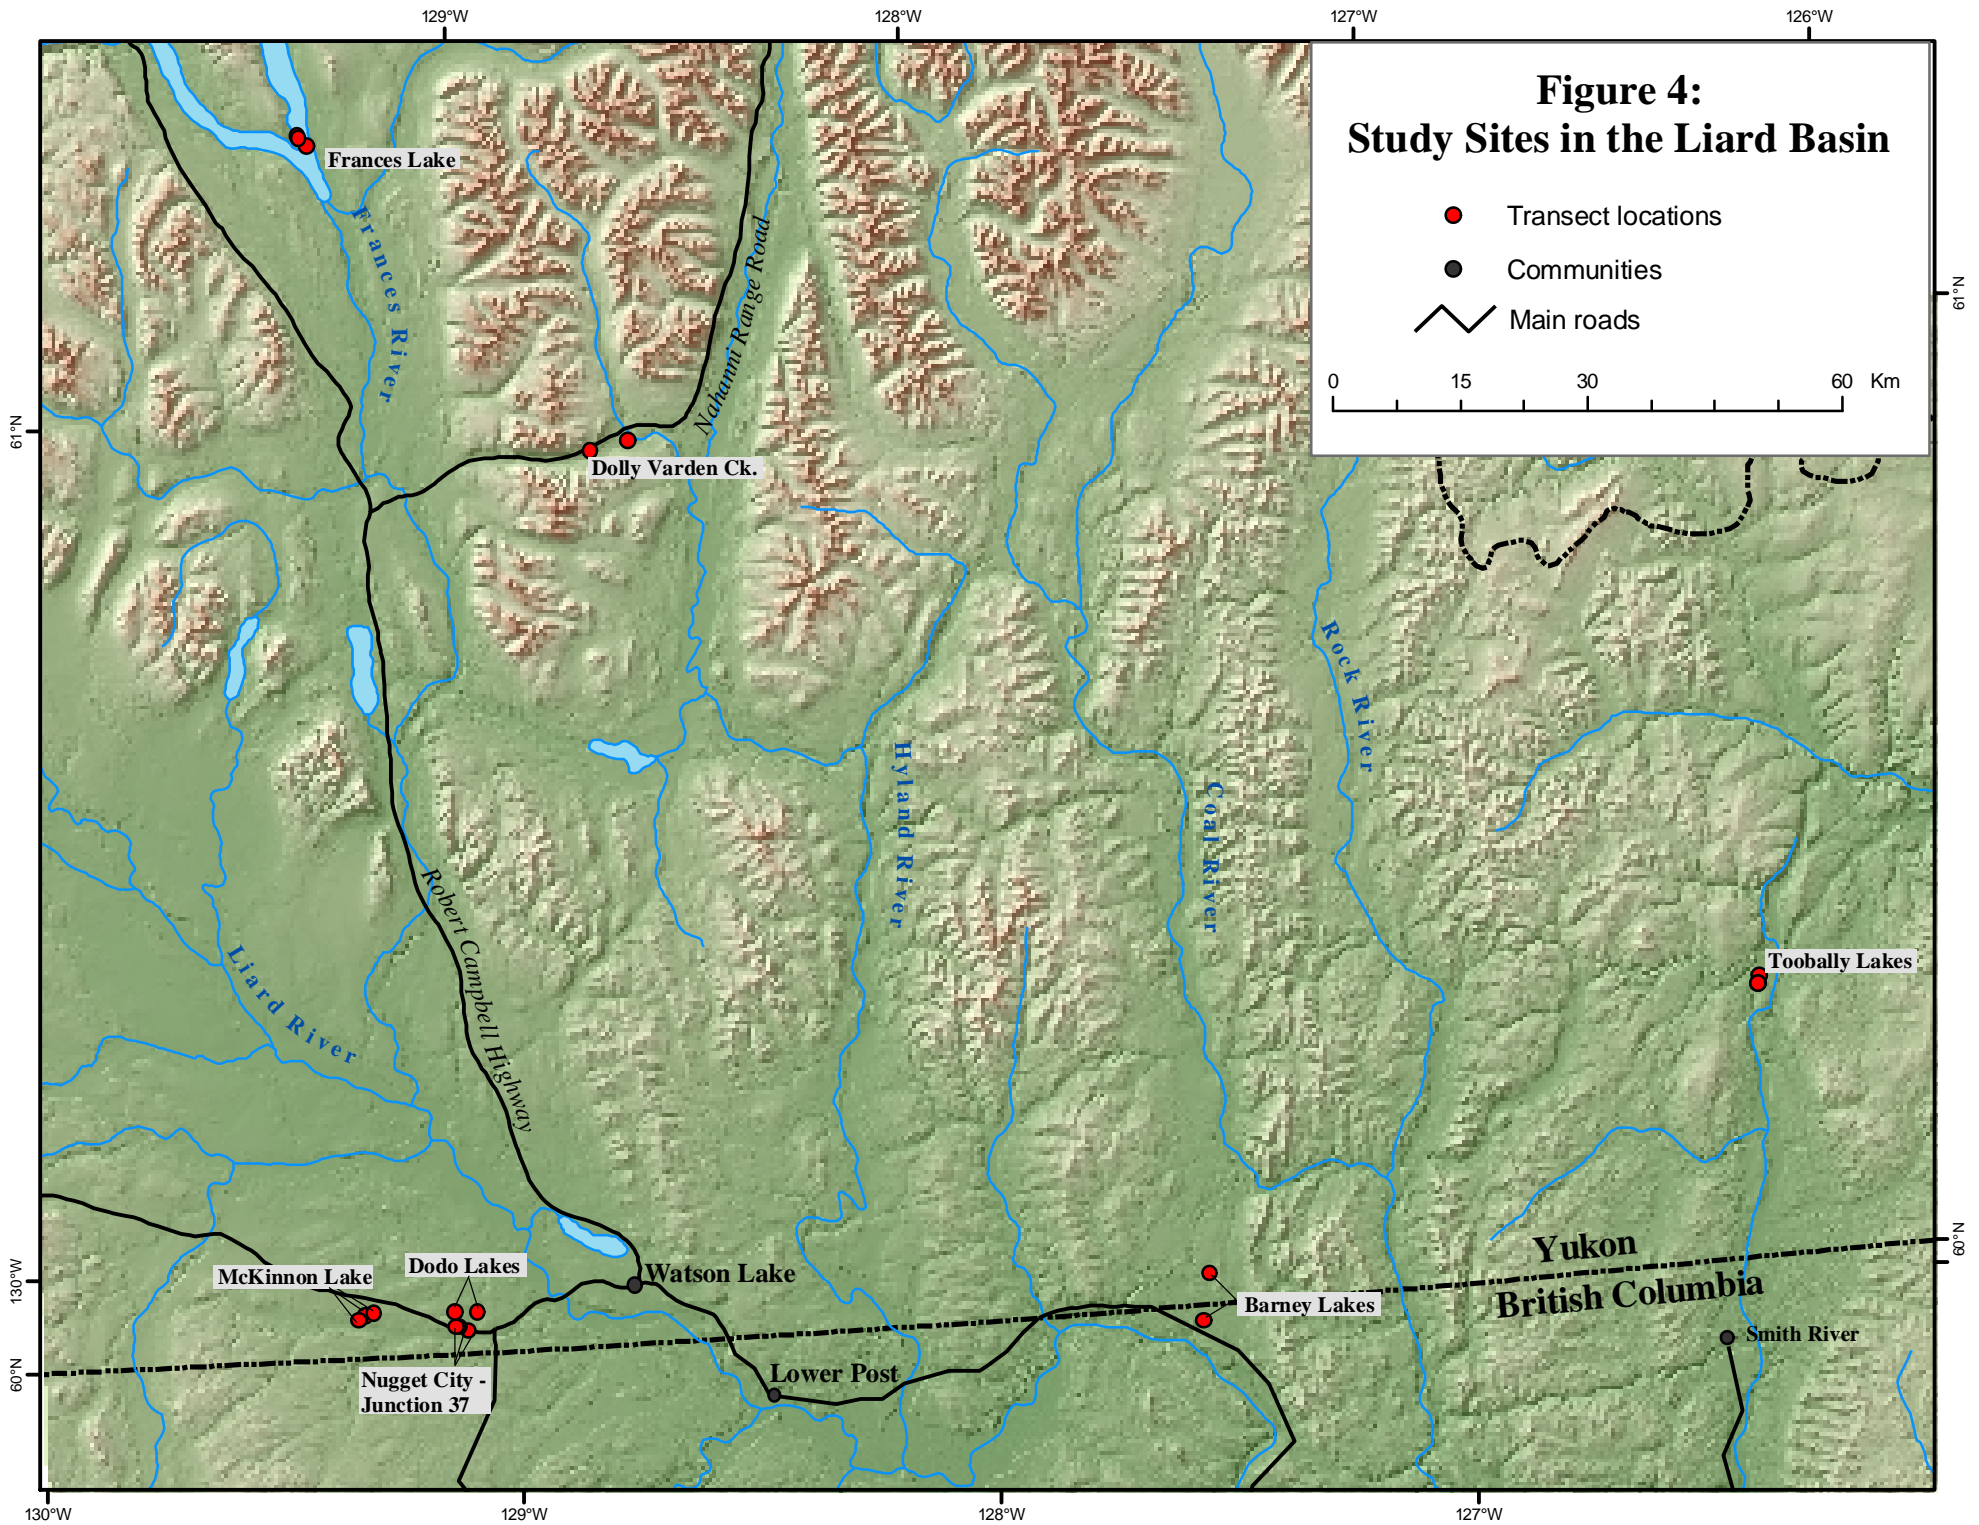 129°W
128°W
127°W
126°W
Figure 4:
Study Sites in the Liard Basin
Transect locations
Communities
Main roads
0 15 30 60 Km
Frances Lake
Frances River
Nahanni Range Road
61°N
61°N
Dolly Varden Ck.
Rock River
Hyland River
Coal River
Robert Campbell Highway
Liard River
Toobally Lakes
Yukon
British Columbia
60°N
McKinnon Lake
Dodo Lakes
Watson Lake
130°W
Barney Lakes
Smith River
60°N
Nugget City -
Junction 37
Lower Post
130°W
129°W
128°W
127°W